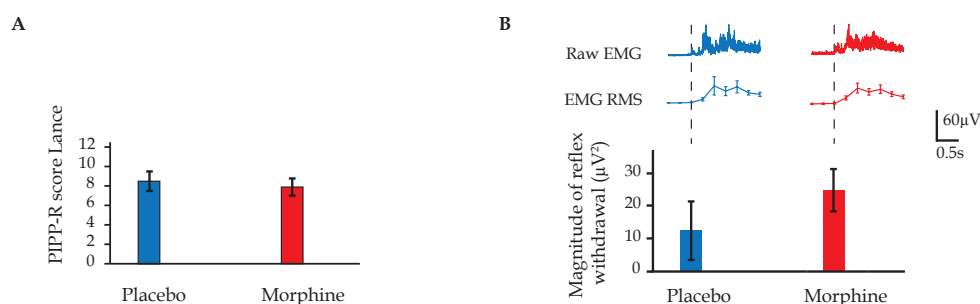 A
PIPP-R score Lance
12
10
8
6
4
2
0
Placebo Morphine
B
Raw EMG
EMG RMS
60µV
0.5s
Magnitude of reflex
withdrawal (µV²)
30
20
10
0
Placebo Morphine